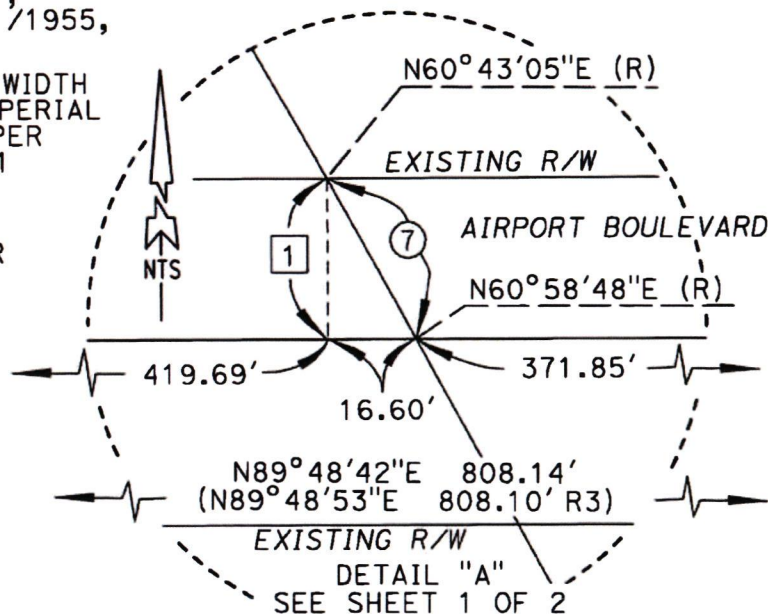 /1955,
WIDTH
PERIAL
PER
R
N60°43'05"E (R)
EXISTING R/W
AIRPORT BOULEVARD
1
7
NTS
N60°58'48"E (R)
419.69'
371.85'
16.60'
N89°48'42"E 808.14'
(N89°48'53"E 808.10' R3)
EXISTING R/W
DETAIL "A"
SEE SHEET 1 OF 2